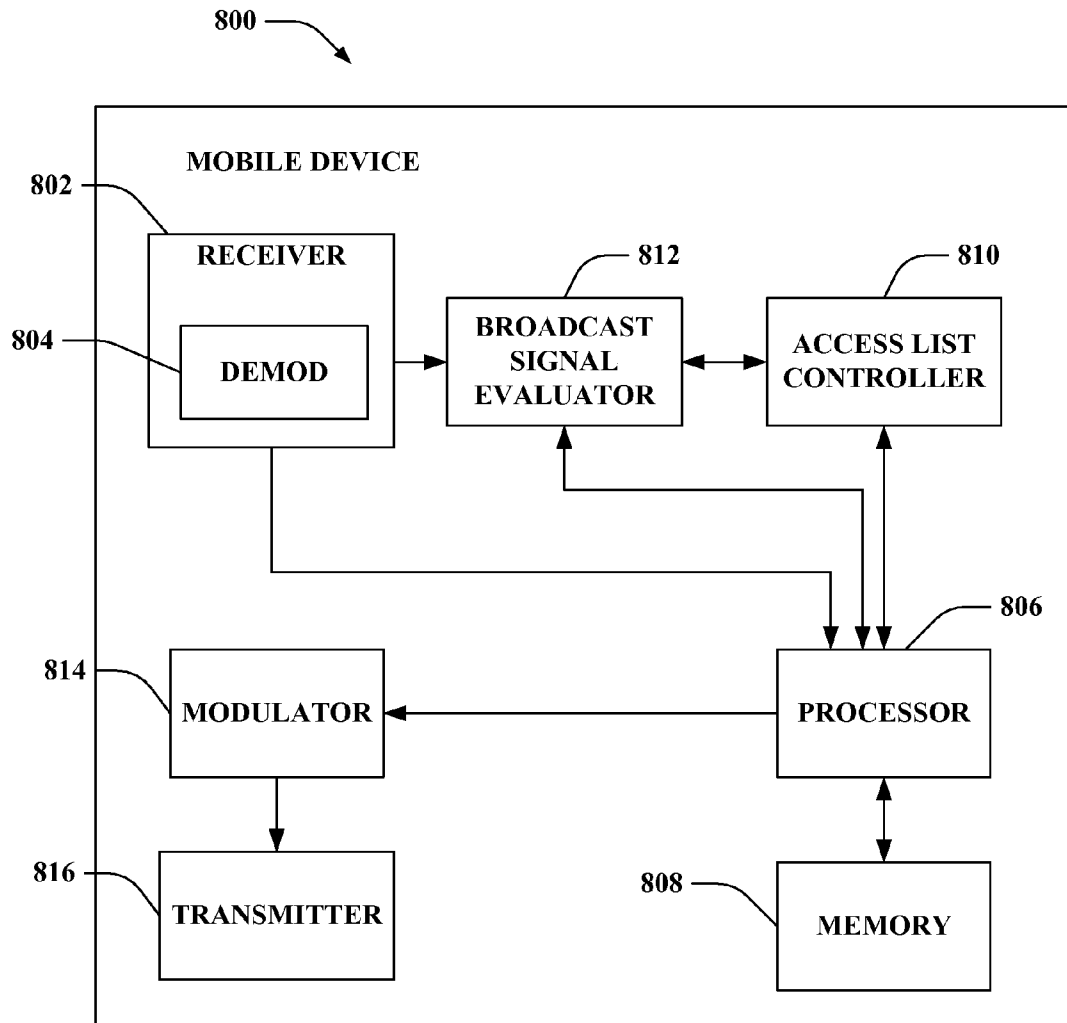 800
MOBILE DEVICE
802
RECEIVER
812
810
804
DEMOD
BROADCAST
SIGNAL
EVALUATOR
ACCESS LIST
CONTROLLER
806
814
MODULATOR
PROCESSOR
816
TRANSMITTER
808
MEMORY